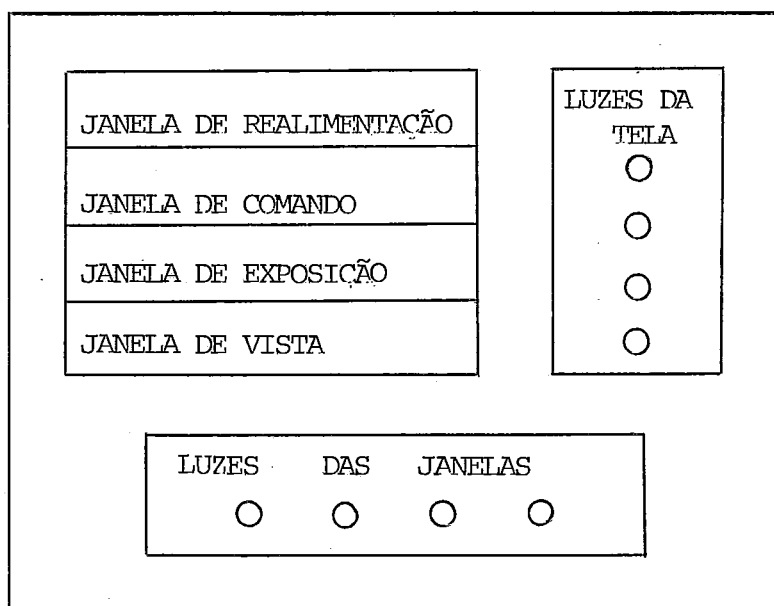 JANELA DE REALIMENTAÇÃO
JANELA DE COMANDO
JANELA DE EXPOSIÇÃO
JANELA DE VISTA
LUZES DA
TELA
LUZES DAS JANELAS